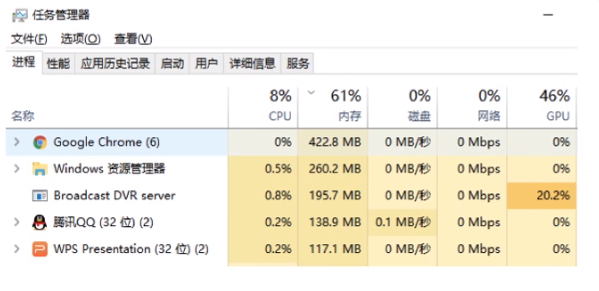 任务管理器
文件(F) 选项(O) 查看(V)
进程 性能 应用历史记录 启动 用户 详细信息 服务
8% 61% 0% 0% 46%
名称 CPU 内存 磁盘 网络 GPU
Google Chrome (6) 0% 422.8 MB 0 MB/秒 0 Mbps 0%
Windows 资源管理器 0.5% 260.2 MB 0 MB/秒 0 Mbps 0%
Broadcast DVR server 0.8% 195.7 MB 0 MB/秒 0 Mbps 20.2%
腾讯QQ (32 位) (2) 0.2% 138.9 MB 0.1 MB/秒 0 Mbps 0%
WPS Presentation (32 位) (2) 0.2% 117.1 MB 0 MB/秒 0 Mbps 0%